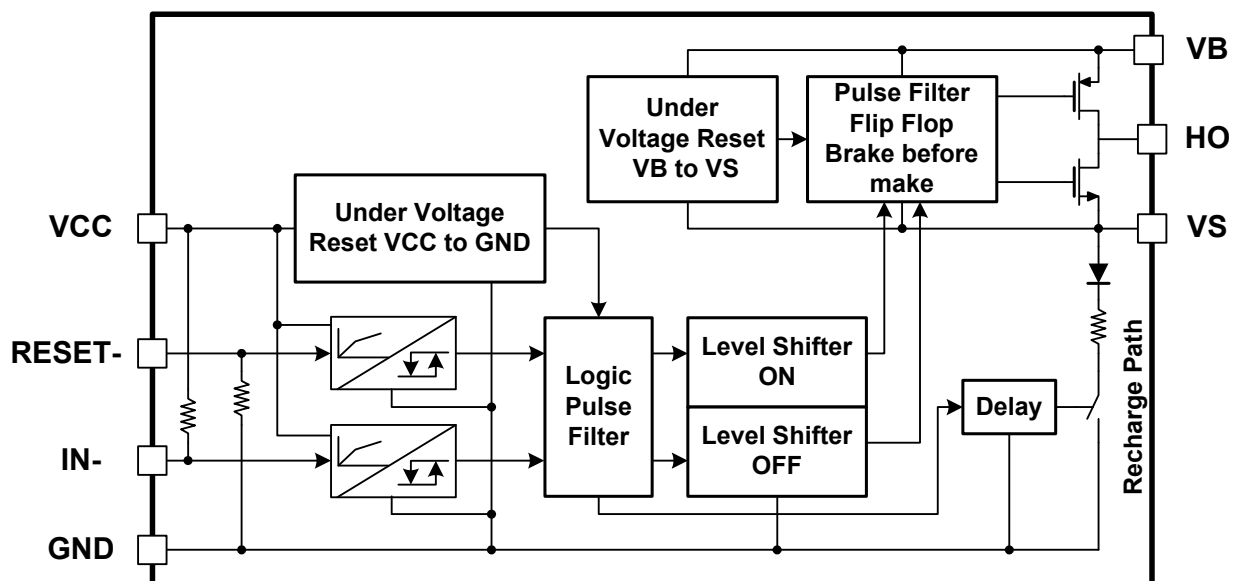 VB
Under
Voltage Reset
VB to VS
Pulse Filter
Flip Flop
Brake before
make
HO
VCC
Under Voltage
Reset VCC to GND
VS
RESET-
Logic
Pulse
Filter
Level Shifter
ON
Level Shifter
OFF
Delay
Recharge Path
IN-
GND